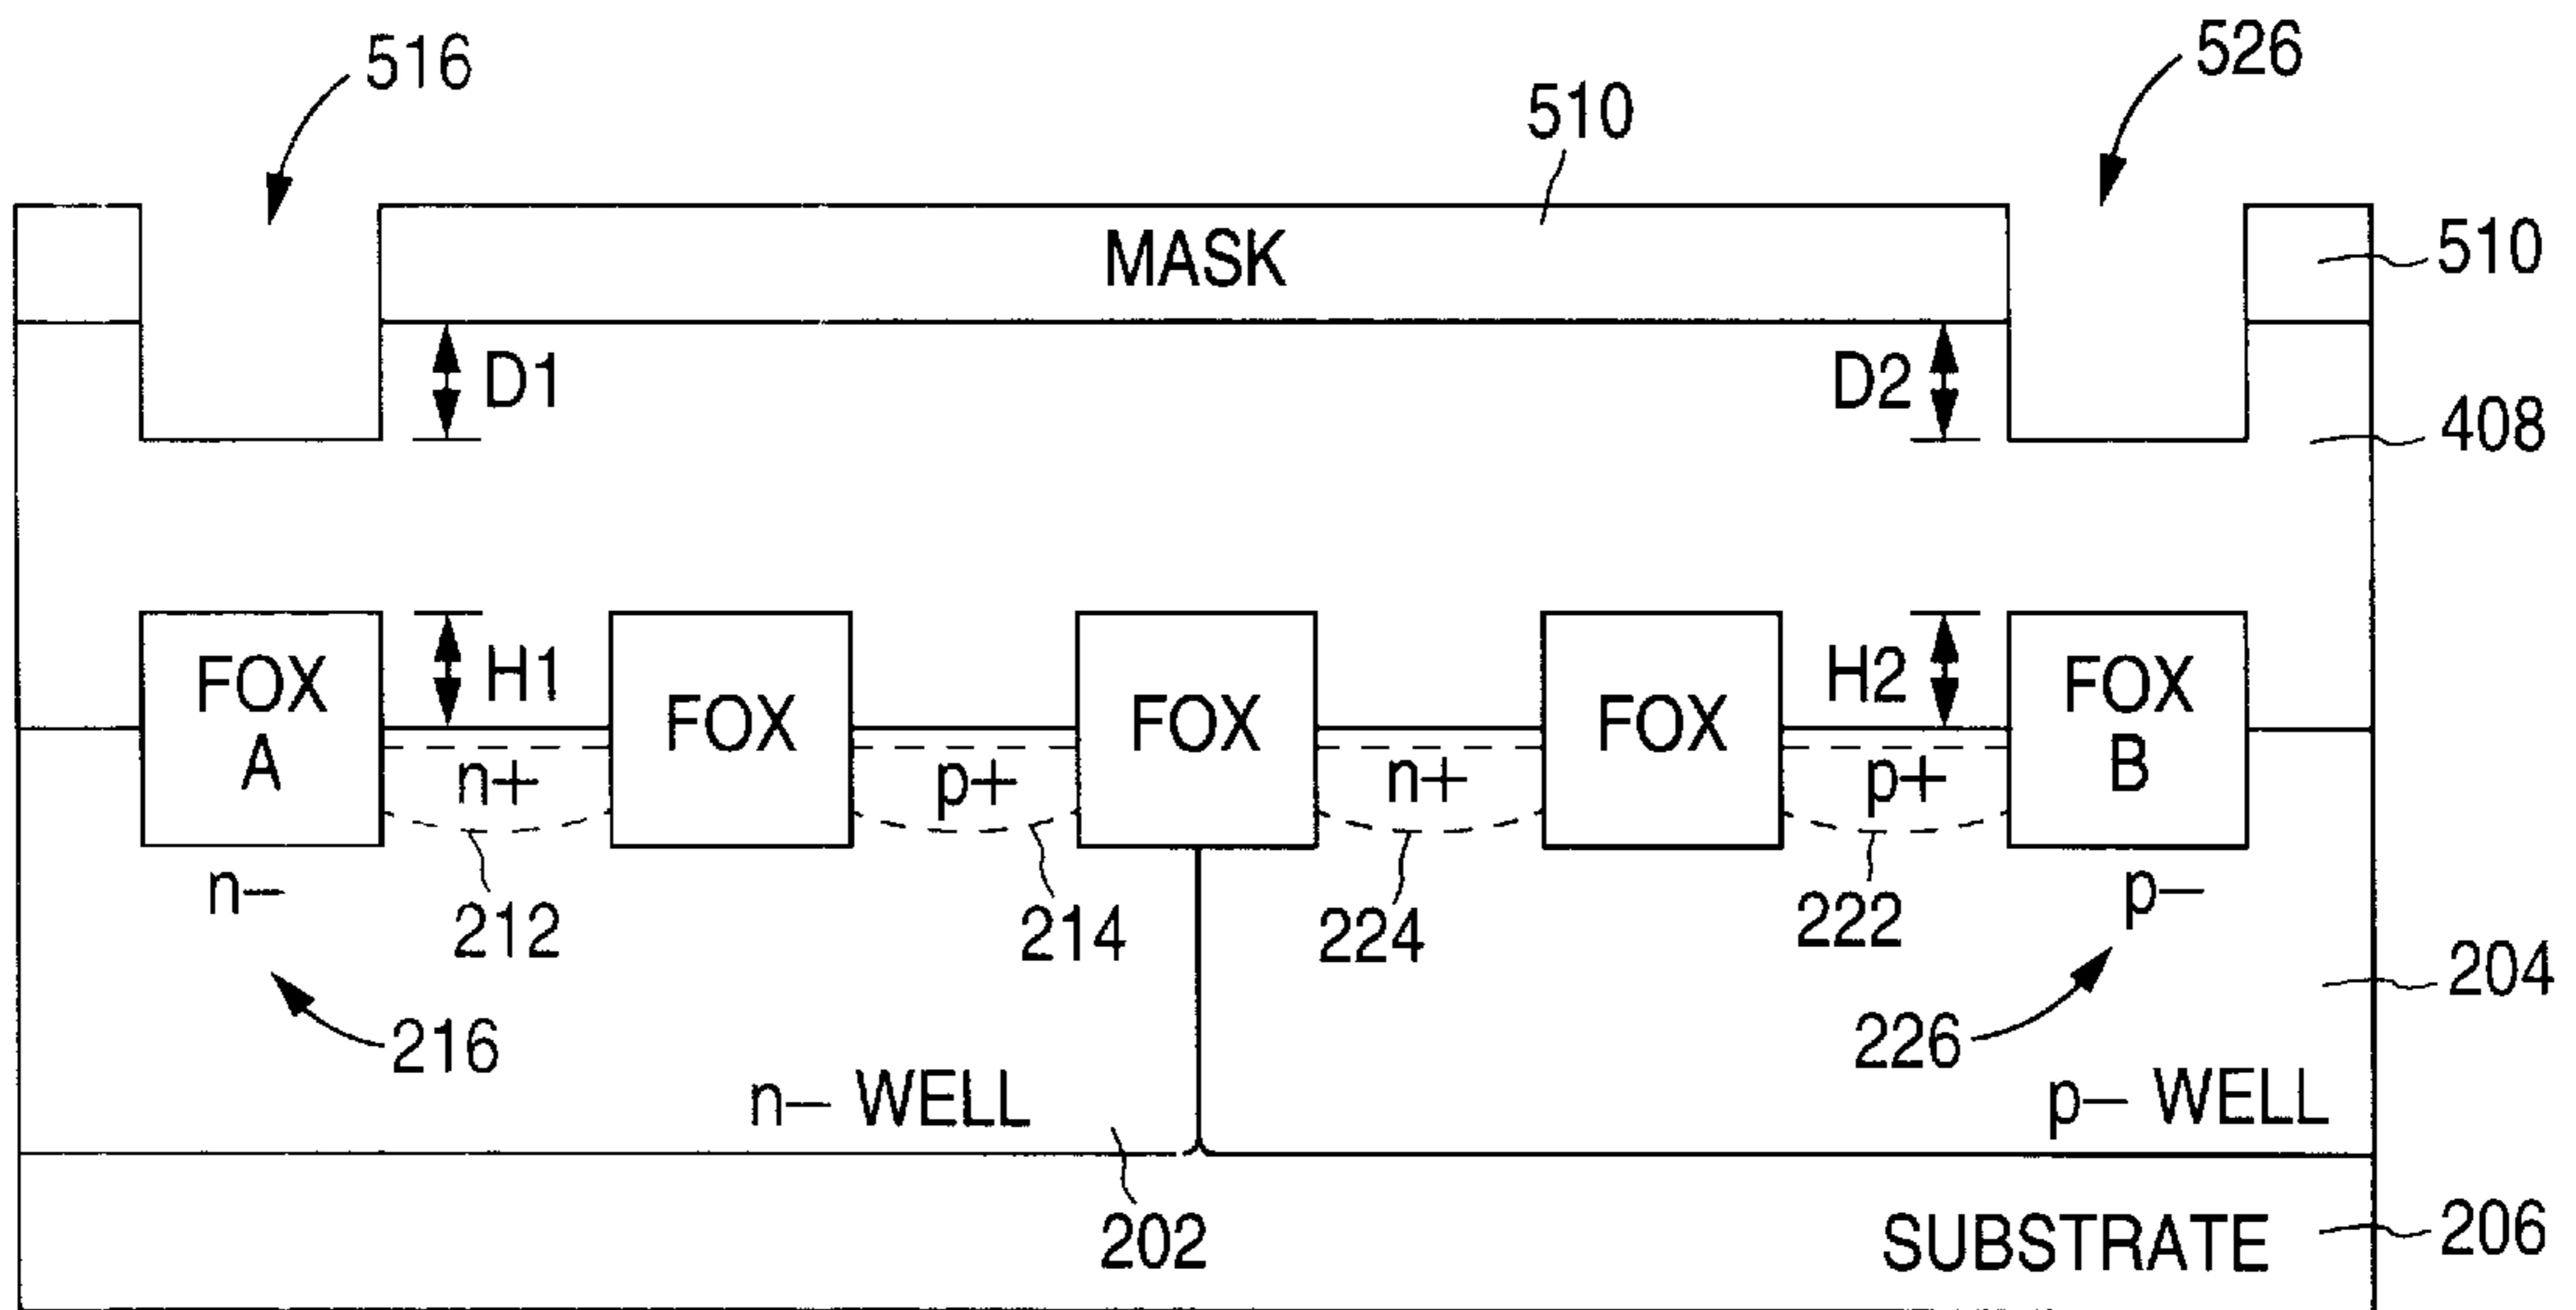 516
526
510
MASK
510
D1
D2
408
FOX
A
H1
FOX
FOX
FOX
H2
FOX
B
n+
p+
n+
p+
n–
212
214
224
222
p–
204
216
226
n– WELL
p– WELL
202
SUBSTRATE
206